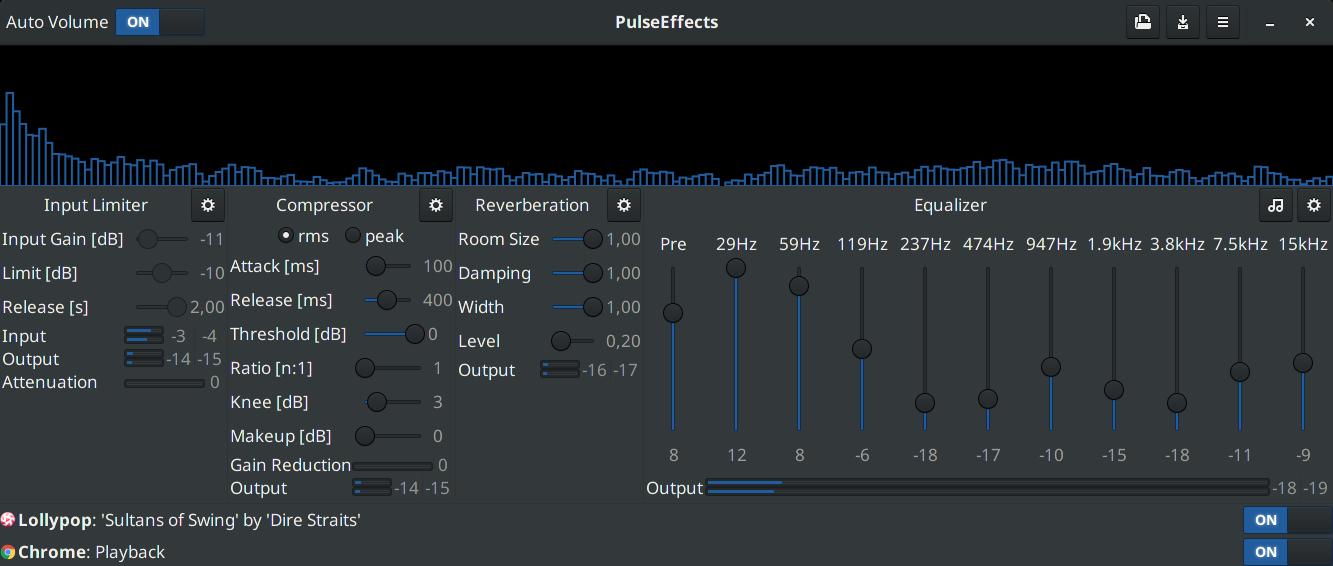 Auto Volume ON PulseEffects
Input Limiter
Input Gain [dB] -11
Limit [dB] -10
Release [s] 2,00
Input -3 -4
Output -14 -15
Attenuation 0
Compressor
rms peak
Attack [ms] 100
Release [ms] 400
Threshold [dB] 0
Ratio [n:1] 1
Knee [dB] 3
Makeup [dB] 0
Gain Reduction 0
Output -14 -15
Reverberation
Room Size 1,00
Damping 1,00
Width 1,00
Level 0,20
Output -16 -17
Equalizer
Pre 29Hz 59Hz 119Hz 237Hz 474Hz 947Hz 1.9kHz 3.8kHz 7.5kHz 15kHz
8 12 8 -6 -18 -17 -10 -15 -18 -11 -9
Output -18 -19
Lollypop: 'Sultans of Swing' by 'Dire Straits' ON
Chrome: Playback ON